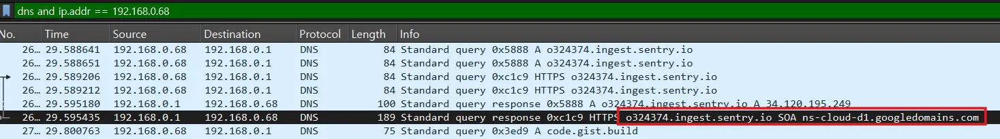 dns and ip.addr == 192.168.0.68
No. Time Source Destination Protocol Length Info
26… 29.588641 192.168.0.68 192.168.0.1 DNS 84 Standard query 0x5888 A o324374.ingest.sentry.io
26… 29.588651 192.168.0.68 192.168.0.1 DNS 84 Standard query 0x5888 A o324374.ingest.sentry.io
26… 29.589206 192.168.0.68 192.168.0.1 DNS 84 Standard query 0xc1c9 HTTPS o324374.ingest.sentry.io
26… 29.589212 192.168.0.68 192.168.0.1 DNS 84 Standard query 0xc1c9 HTTPS o324374.ingest.sentry.io
26… 29.595180 192.168.0.1 192.168.0.68 DNS 100 Standard query response 0x5888 A o324374.ingest.sentry.io A 34.120.195.249
26… 29.595435 192.168.0.1 192.168.0.68 DNS 189 Standard query response 0xc1c9 HTTPS o324374.ingest.sentry.io SOA ns-cloud-d1.googledomains.com
27… 29.800763 192.168.0.68 192.168.0.1 DNS 75 Standard query 0x3ed9 A code.gist.build